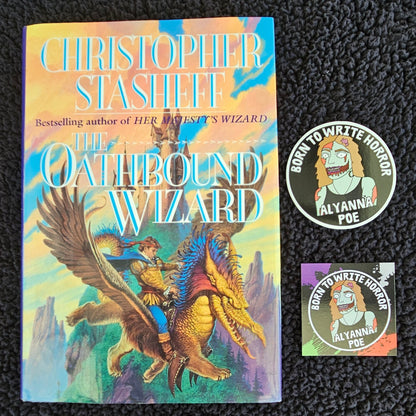 CHRISTOPHER
STASHEFF
Bestselling author of HER MAJESTY'S WIZARD
THE
OATHBOUND
WIZARD
BORN TO WRITE HORROR
ALYANNA
POE
BORN TO WRITE HORROR
ALYANNA
POE